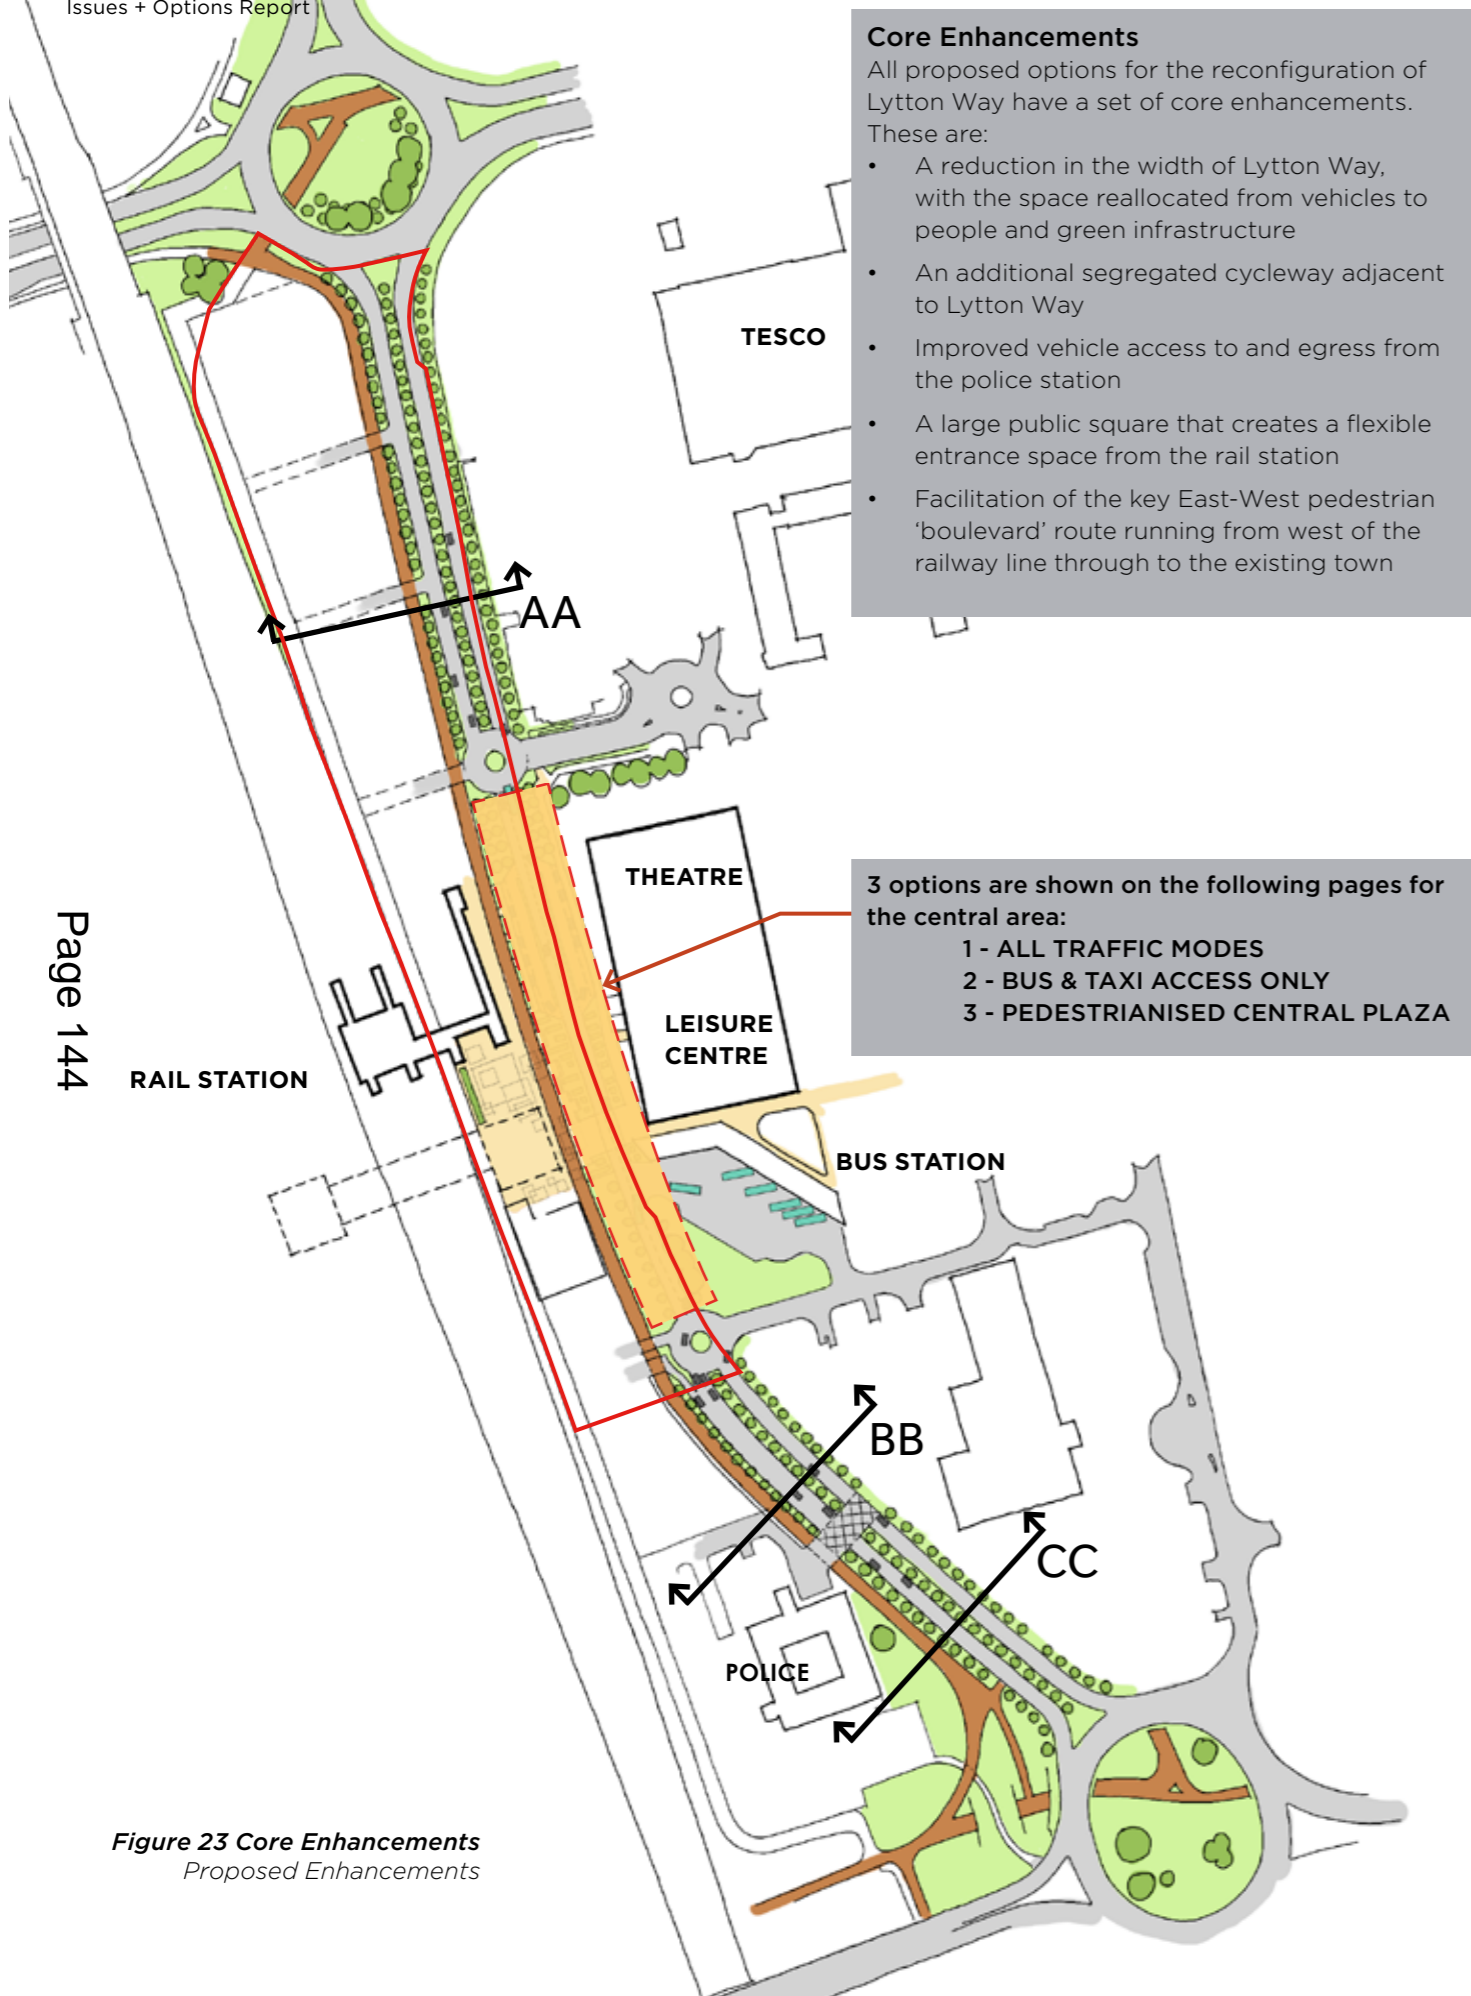 Issues + Options Report
Core Enhancements
All proposed options for the reconfiguration of
Lytton Way have a set of core enhancements.
These are:
• A reduction in the width of Lytton Way,
with the space reallocated from vehicles to
people and green infrastructure
• An additional segregated cycleway adjacent
to Lytton Way
• Improved vehicle access to and egress from
the police station
• A large public square that creates a flexible
entrance space from the rail station
• Facilitation of the key East-West pedestrian
‘boulevard’ route running from west of the
railway line through to the existing town
TESCO
AA
THEATRE
3 options are shown on the following pages for
the central area:
1 - ALL TRAFFIC MODES
2 - BUS & TAXI ACCESS ONLY
3 - PEDESTRIANISED CENTRAL PLAZA
LEISURE
CENTRE
Page 144
RAIL STATION
BUS STATION
BB
CC
POLICE
Figure 23 Core Enhancements
Proposed Enhancements